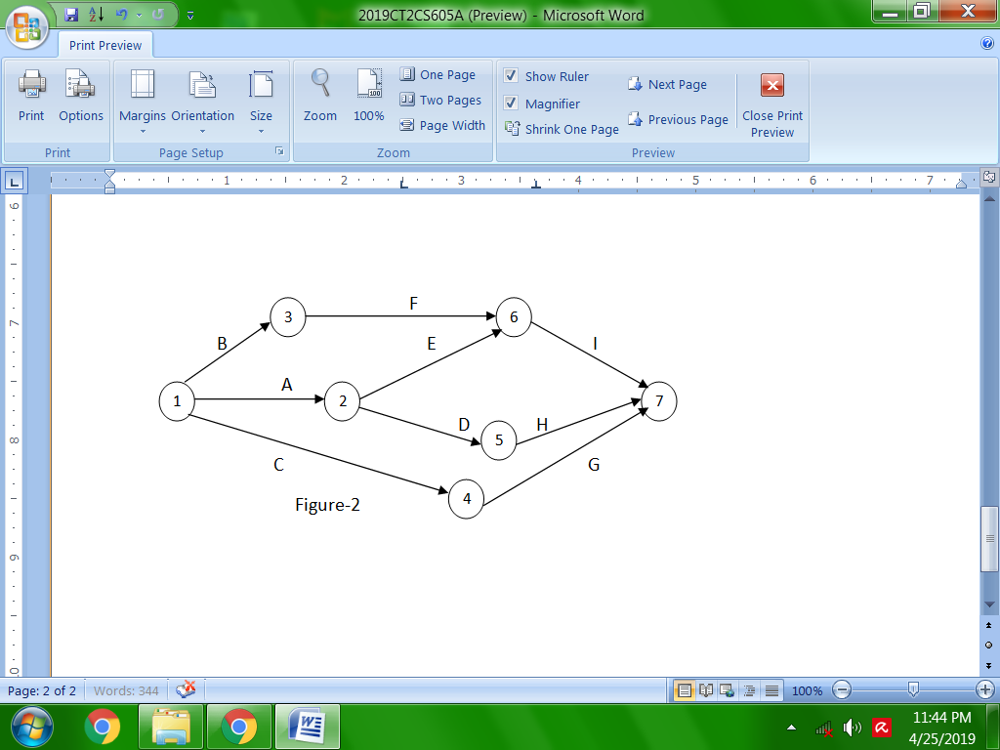 2019CT2CS605A (Preview) - Microsoft Word
Print Preview
Print
Options
Margins
Orientation
Size
Zoom
100%
100
One Page
Two Pages
Page Width
Show Ruler
Magnifier
Shrink One Page
Next Page
Previous Page
Close Print
Preview
Print
Page Setup
Zoom
Preview
1 2 3 4 5 6 7
6
7
8
9
10
3
F
6
B
E
I
1
A
2
7
D
H
5
C
G
4
Figure-2
Page: 2 of 2
Words: 344
100%
11:44 PM
4/25/2019